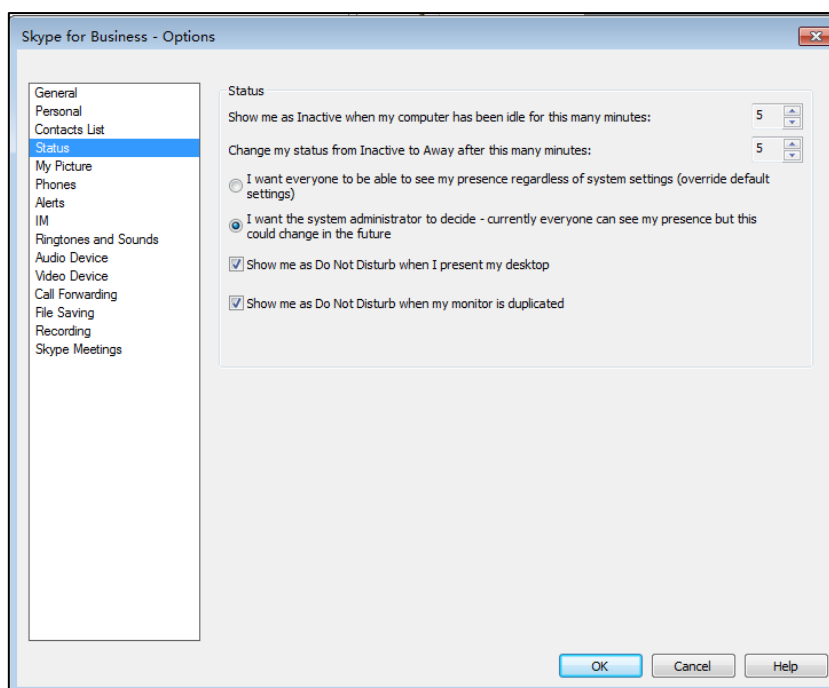 Skype for Business - Options
General
Personal
Contacts List
Status
My Picture
Phones
Alerts
IM
Ringtones and Sounds
Audio Device
Video Device
Call Forwarding
File Saving
Recording
Skype Meetings
Status
Show me as Inactive when my computer has been idle for this many minutes: 5
Change my status from Inactive to Away after this many minutes: 5
I want everyone to be able to see my presence regardless of system settings (override default
settings)
I want the system administrator to decide - currently everyone can see my presence but this
could change in the future
Show me as Do Not Disturb when I present my desktop
Show me as Do Not Disturb when my monitor is duplicated
OK Cancel Help